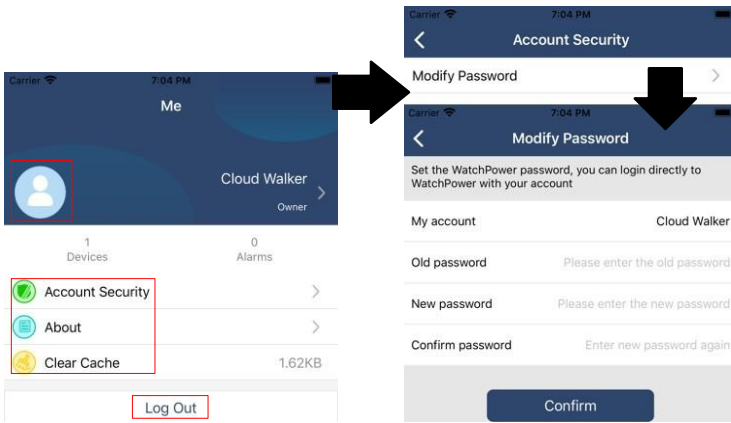 Carrier 7:04 PM
Me
Cloud Walker
Owner
1 0
Devices Alarms
Account Security
About
Clear Cache 1.62KB
Log Out
Carrier 7:04 PM
Account Security
Modify Password
Carrier 7:04 PM
Modify Password
Set the WatchPower password, you can login directly to
WatchPower with your account
My account Cloud Walker
Old password Please enter the old password
New password Please enter the new password
Confirm password Enter new password again
Confirm